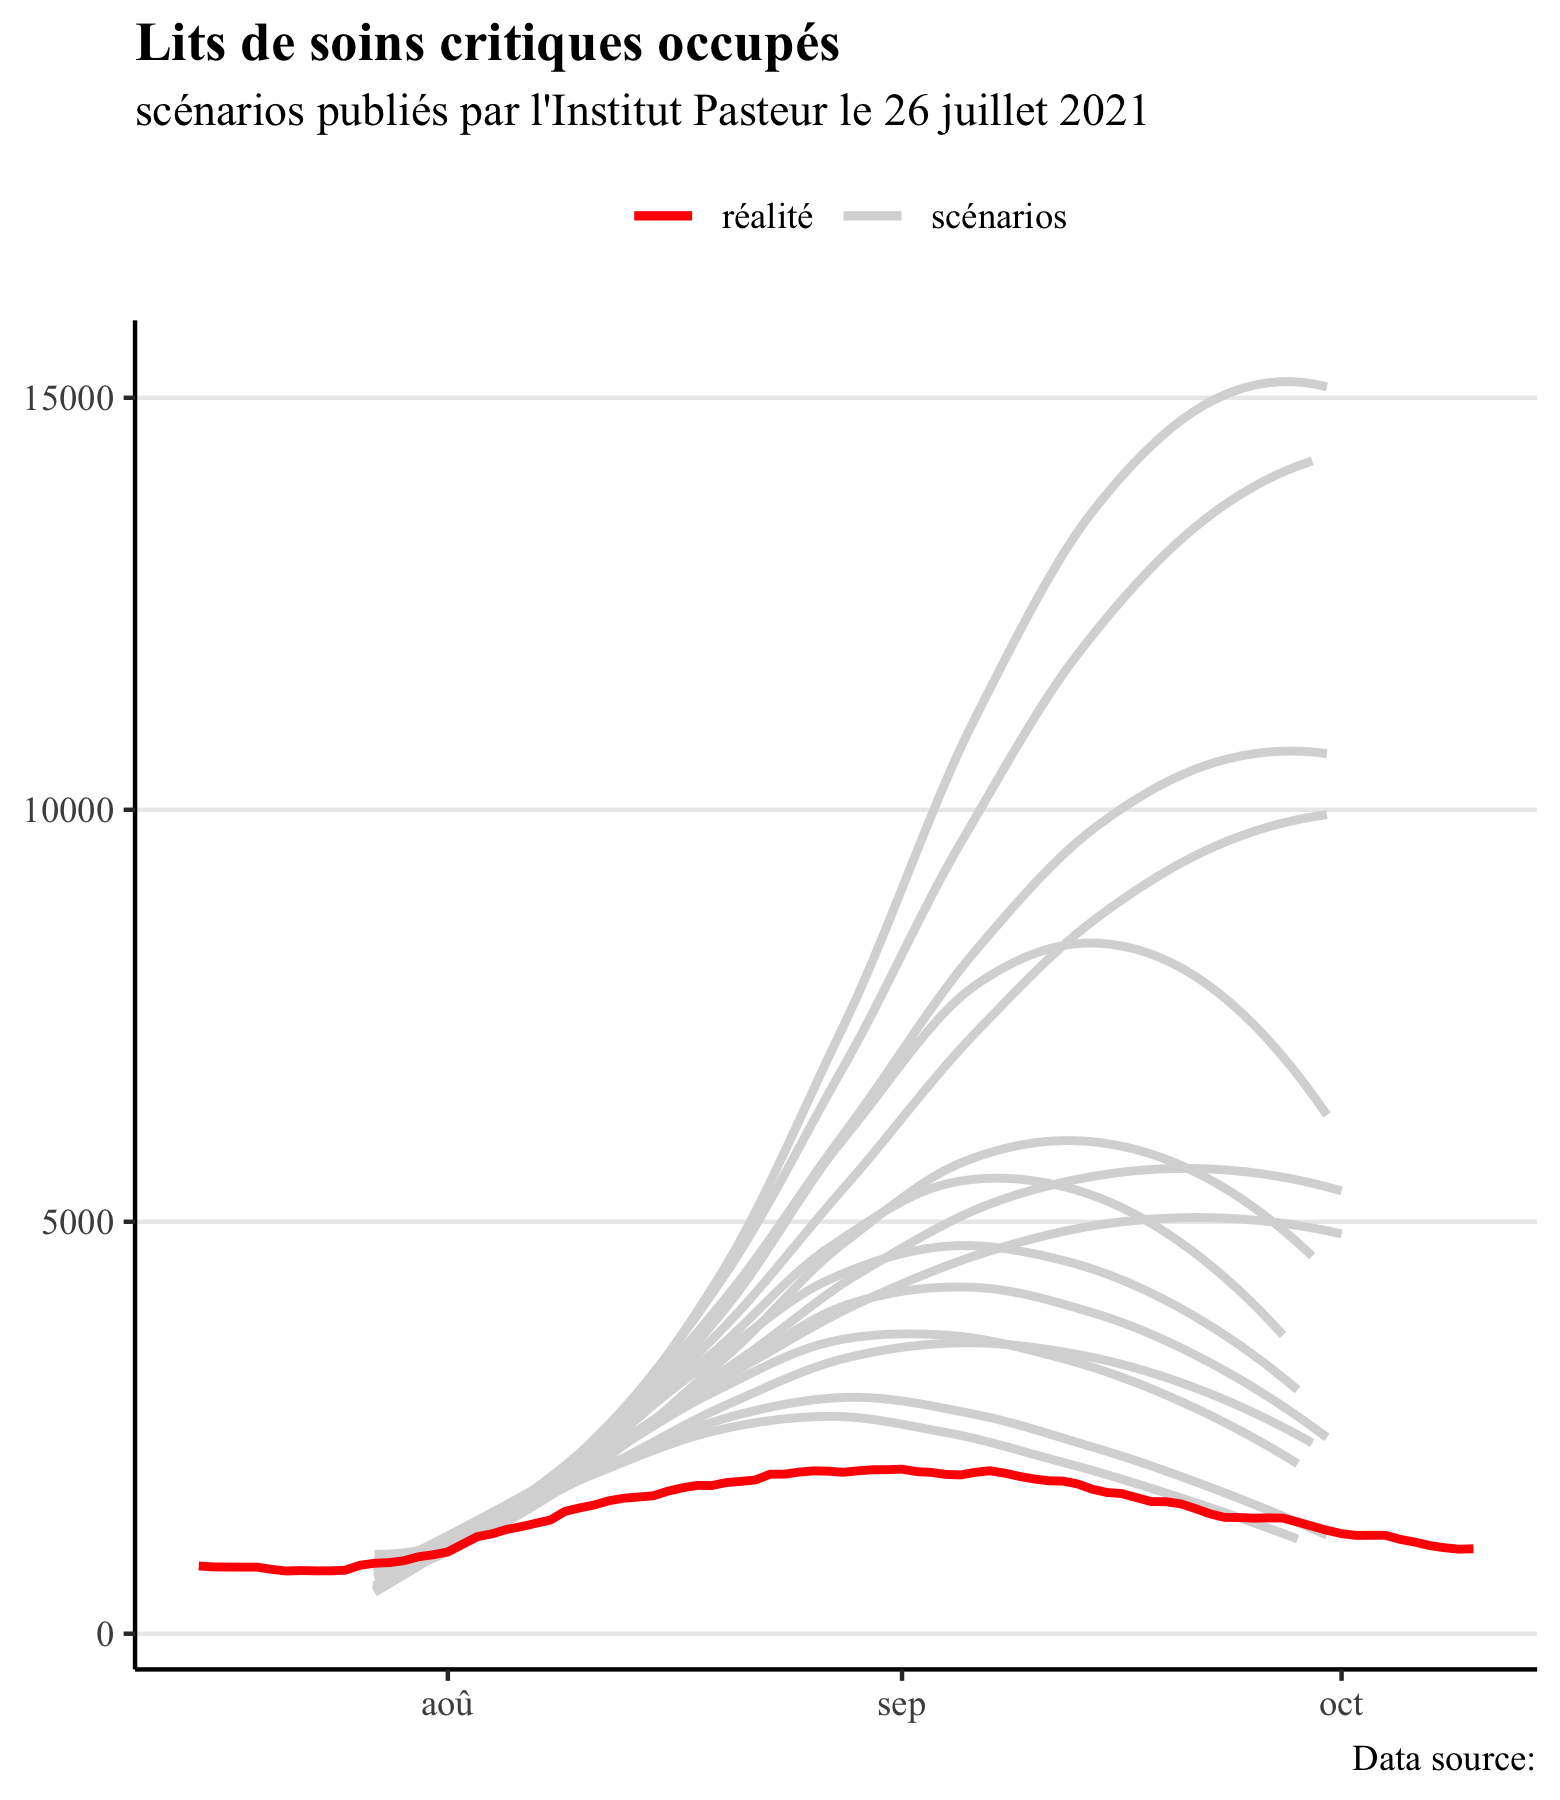 Lits de soins critiques occupés
scénarios publiés par l'Institut Pasteur le 26 juillet 2021
réalité scénarios
15000
10000
5000
0
aoû sep oct
Data source: